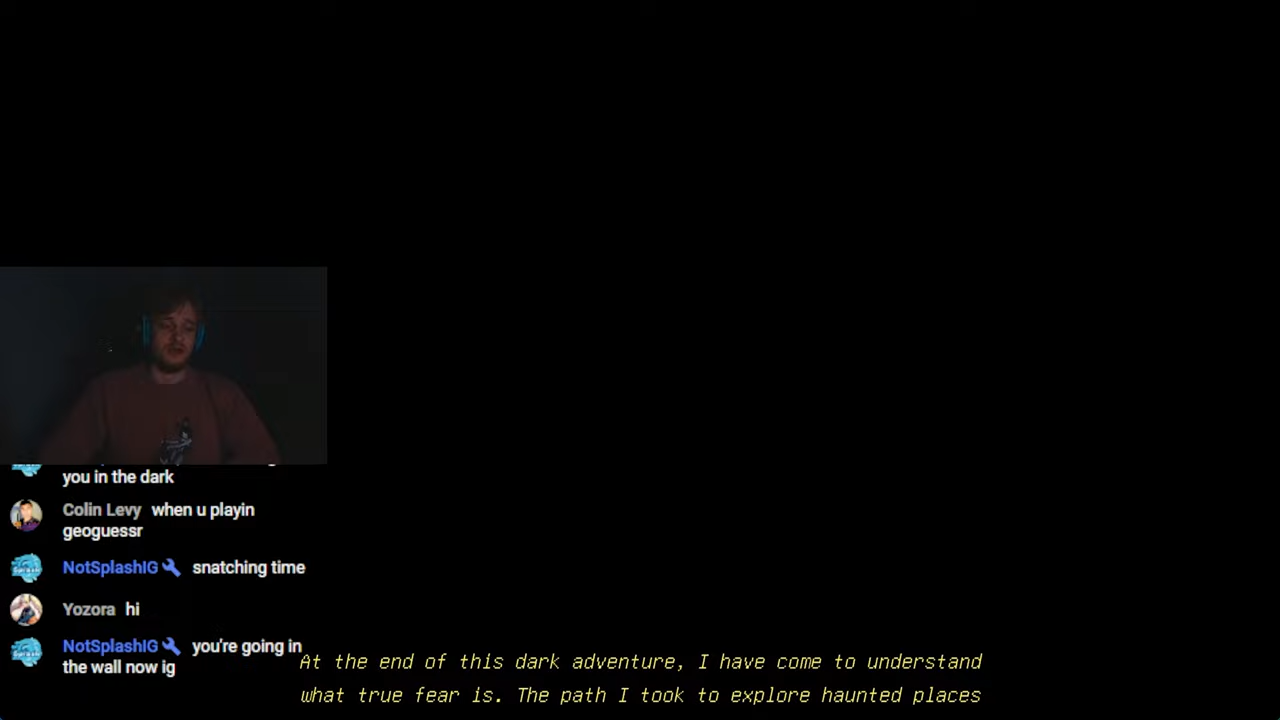 you in the dark
Colin Levy when u playin
geoguessr
NotSplashIG snatching time
Yozora hi
NotSplashIG you're going in
the wall now ig
At the end of this dark adventure, I have come to understand
what true fear is. The path I took to explore haunted places